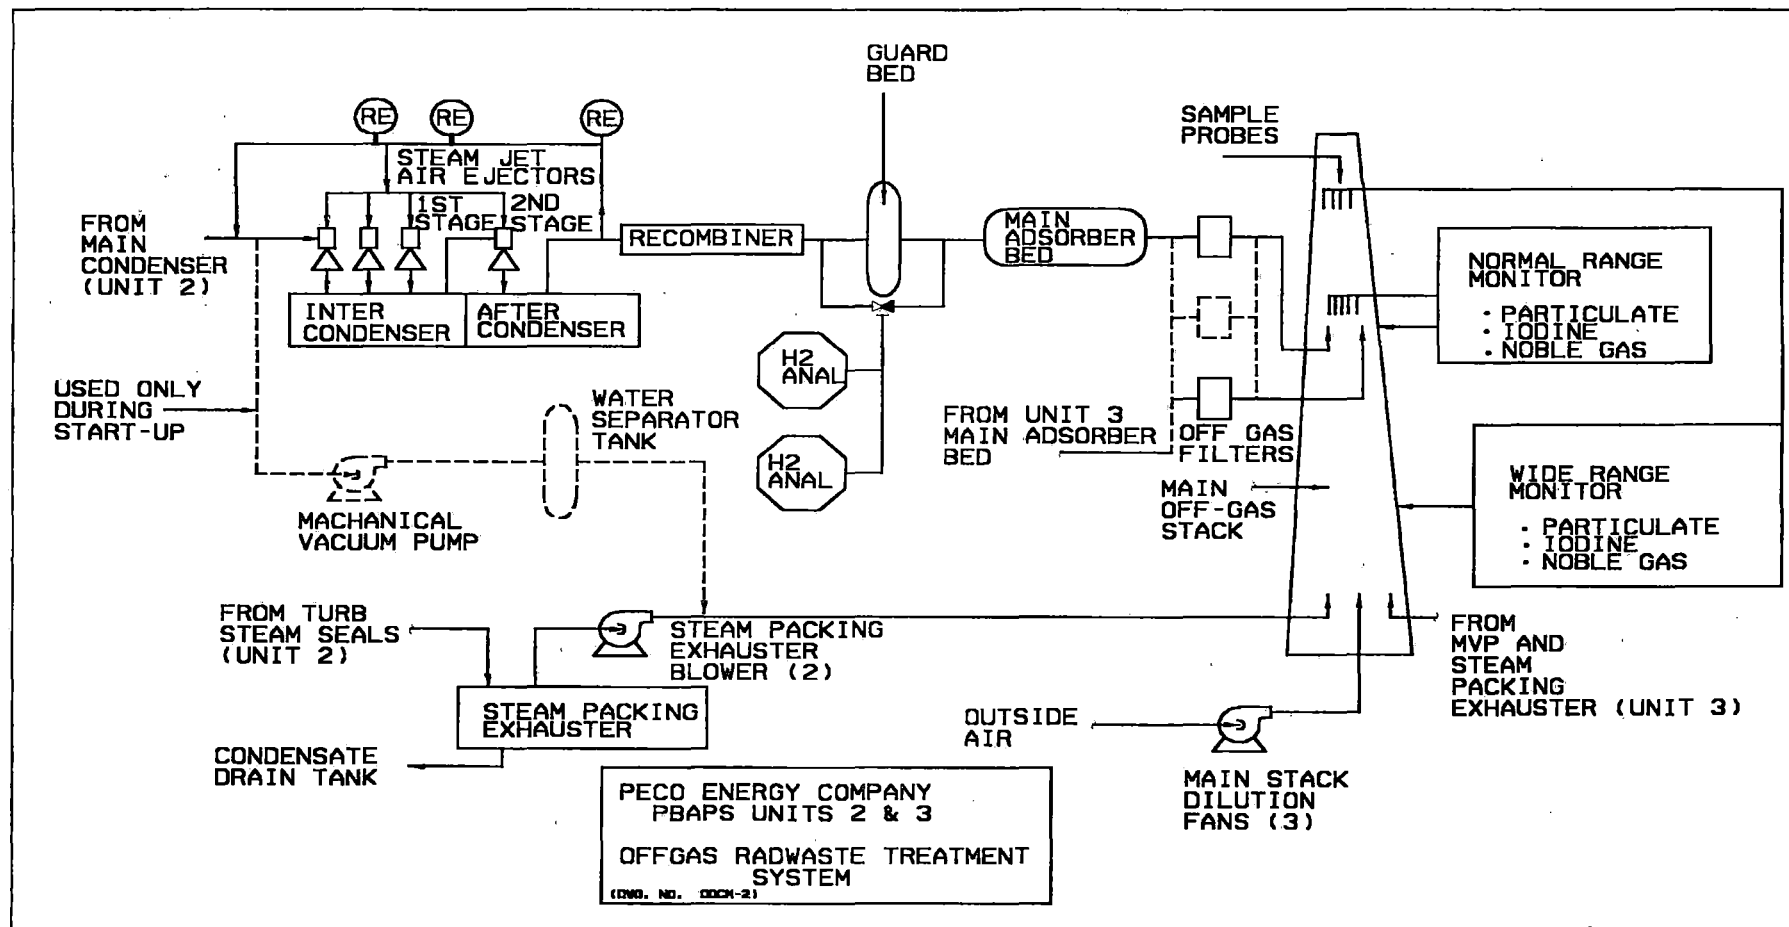 GUARD
BED
SAMPLE
PROBES
RE
RE
RE
STEAM JET
AIR EJECTORS
1ST
STAGE
2ND
STAGE
FROM
MAIN
CONDENSER
(UNIT 2)
RECOMBINER
MAIN
ADSORBER
BED
INTER
CONDENSER
AFTER
CONDENSER
NORMAL RANGE
MONITOR
• PARTICULATE
• IODINE
• NOBLE GAS
H2
ANAL
H2
ANAL
USED ONLY
DURING
START-UP
WATER
SEPARATOR
TANK
FROM UNIT 3
MAIN ADSORBER
BED
OFF GAS
FILTERS
MACHANICAL
VACUUM PUMP
MAIN
OFF-GAS
STACK
WIDE RANGE
MONITOR
• PARTICULATE
• IODINE
• NOBLE GAS
FROM TURB
STEAM SEALS
(UNIT 2)
STEAM PACKING
EXHAUSTER
BLOWER (2)
FROM
MVP AND
STEAM
PACKING
EXHAUSTER (UNIT 3)
STEAM PACKING
EXHAUSTER
OUTSIDE
AIR
CONDENSATE
DRAIN TANK
MAIN STACK
DILUTION
FANS (3)
PECO ENERGY COMPANY
PBAPS UNITS 2 & 3
OFFGAS RADWASTE TREATMENT
SYSTEM
(DWG. NO. ODCM-2)